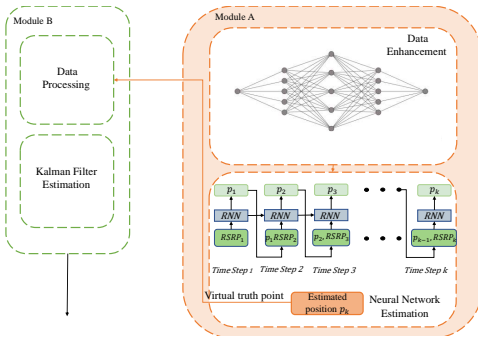 Module B
Module A
Data
Processing
Kalman Filter
Estimation
Data
Enhancement
p₁ p₂ p₃ pₖ
RNN RNN RNN RNN
RSRP₁ p₁RSRP₂ p₂, RSRP₃ pₖ₋₁, RSRPₖ
Time Step 1 Time Step 2 Time Step 3 Time Step k
Virtual truth point
Estimated
position pₖ
Neural Network
Estimation